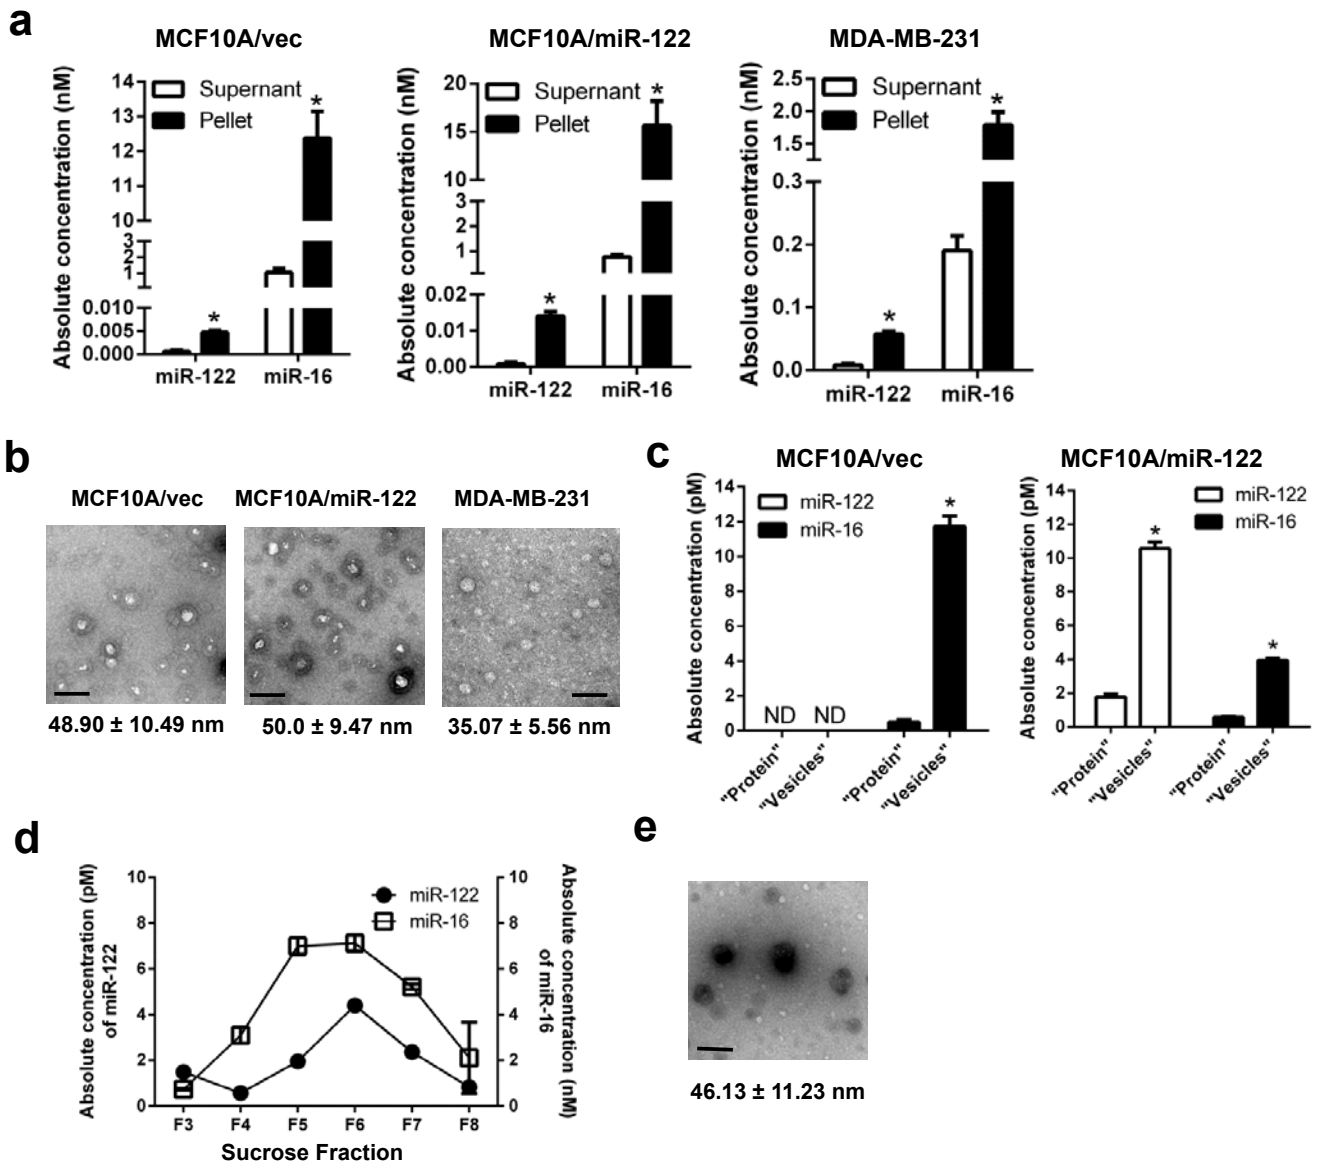 a
MCF10A/vec
Absolute concentration (nM)
14
13
12
11
10
3
2
1
0.010
0.005
0.000
Supernant
Pellet
*
*
miR-122
miR-16
MCF10A/miR-122
Absolute concentration (nM)
20
15
10
3
2
1
0.02
0.01
0.00
Supernant
Pellet
*
*
miR-122
miR-16
MDA-MB-231
Absolute concentration (nM)
2.5
2.0
1.5
0.3
0.2
0.1
0.0
Supernant
Pellet
*
*
miR-122
miR-16
b
MCF10A/vec
MCF10A/miR-122
MDA-MB-231
48.90 ± 10.49 nm
50.0 ± 9.47 nm
35.07 ± 5.56 nm
c
MCF10A/vec
Absolute concentration (pM)
14
12
10
8
6
4
2
0
miR-122
miR-16
*
ND
ND
"Protein"
"Vesicles"
"Protein"
"Vesicles"
MCF10A/miR-122
Absolute concentration (pM)
14
12
10
8
6
4
2
0
miR-122
miR-16
*
*
"Protein"
"Vesicles"
"Protein"
"Vesicles"
d
Absolute concentration (pM)
of miR-122
10
8
6
4
2
0
miR-122
miR-16
10
8
6
4
2
0
Absolute concentration (nM)
of miR-16
F3
F4
F5
F6
F7
F8
Sucrose Fraction
e
46.13 ± 11.23 nm